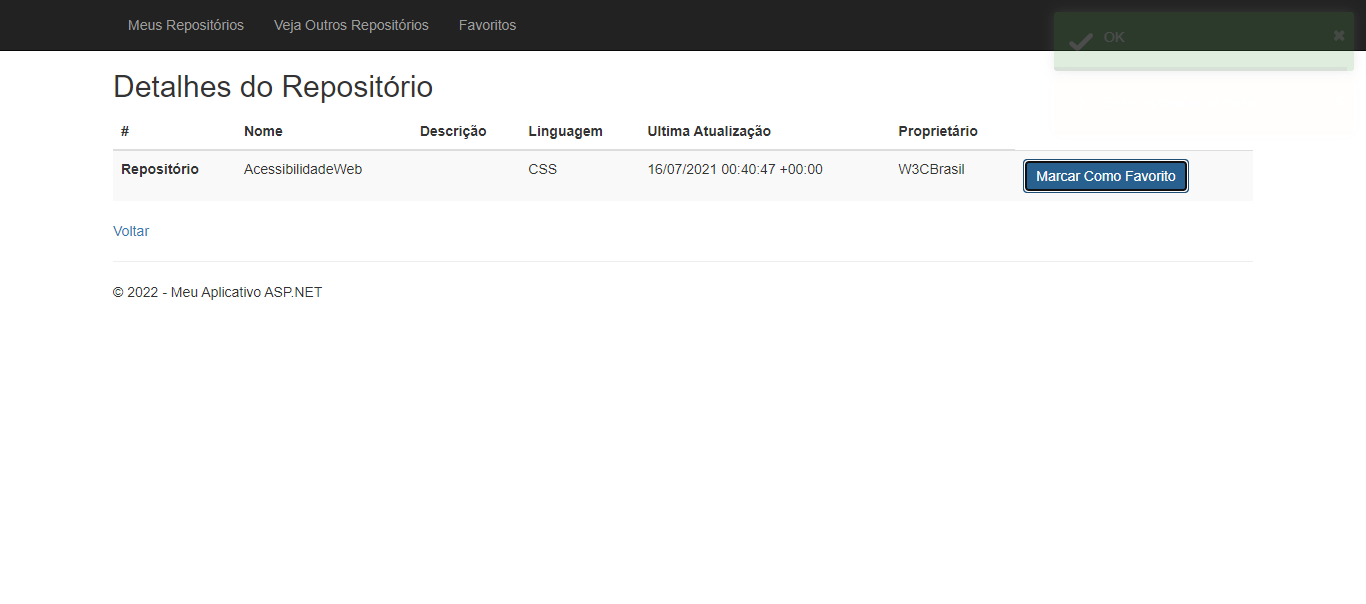 Meus Repositórios Veja Outros Repositórios Favoritos
OK
Detalhes do Repositório
# Nome Descrição Linguagem Ultima Atualização Proprietário
Repositório AcessibilidadeWeb CSS 16/07/2021 00:40:47 +00:00 W3CBrasil Marcar Como Favorito
Voltar
© 2022 - Meu Aplicativo ASP.NET